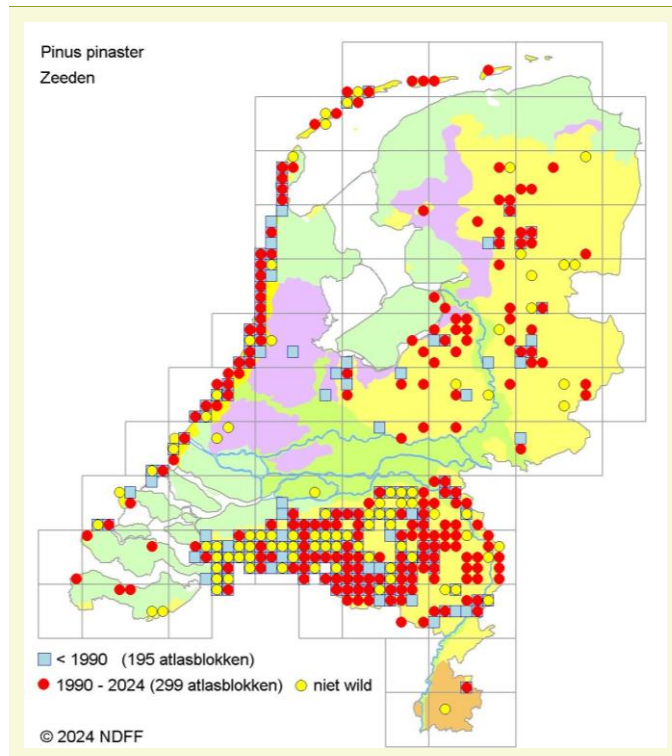 Pinus pinaster
Zeeden
< 1990 (195 atlasblokken)
1990 - 2024 (299 atlasblokken) niet wild
© 2024 NDFF